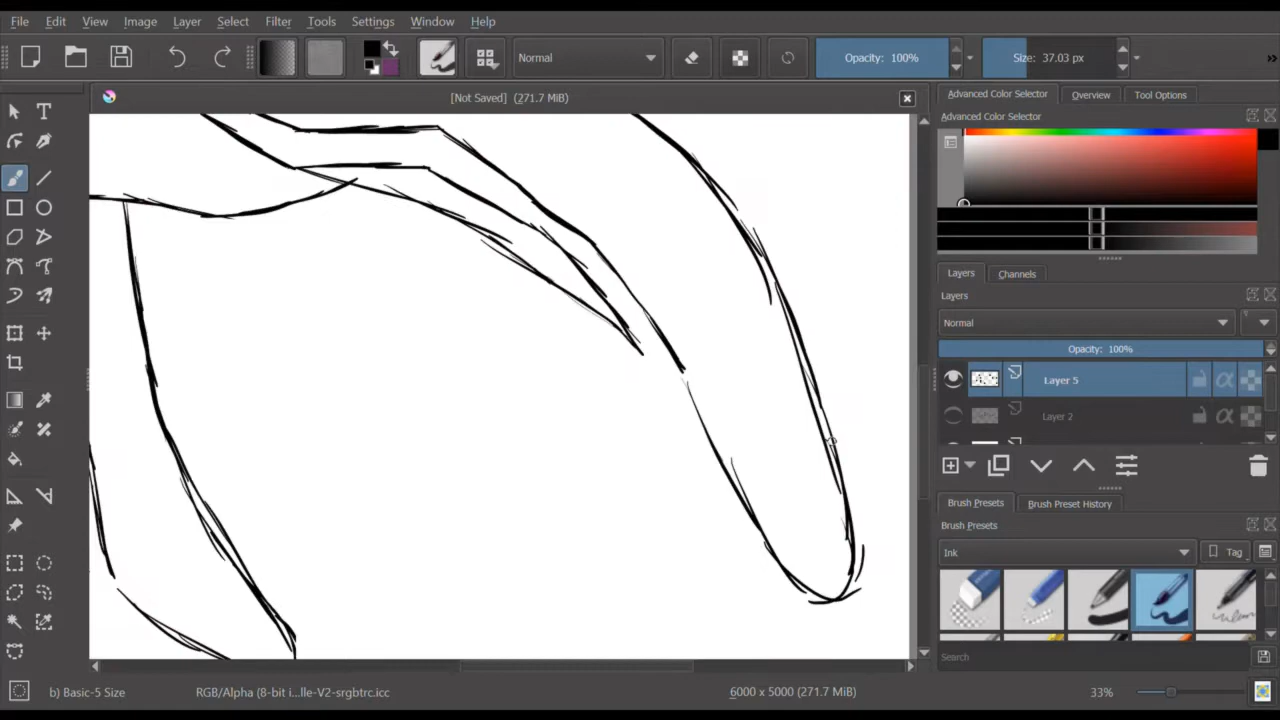 File Edit View Image Layer Select Filter Tools Settings Window Help
Normal Opacity: 100% Size: 37.03 px
[Not Saved] (271.7 MiB)
Advanced Color Selector Overview Tool Options
Advanced Color Selector
Layers Channels
Layers
Normal
Opacity: 100%
Layer 5
Layer 2
Brush Presets Brush Preset History
Brush Presets
Ink Tag
Search
b) Basic-5 Size RGB/Alpha (8-bit i...lle-V2-srgbtrc.icc 6000 x 5000 (271.7 MiB) 33%